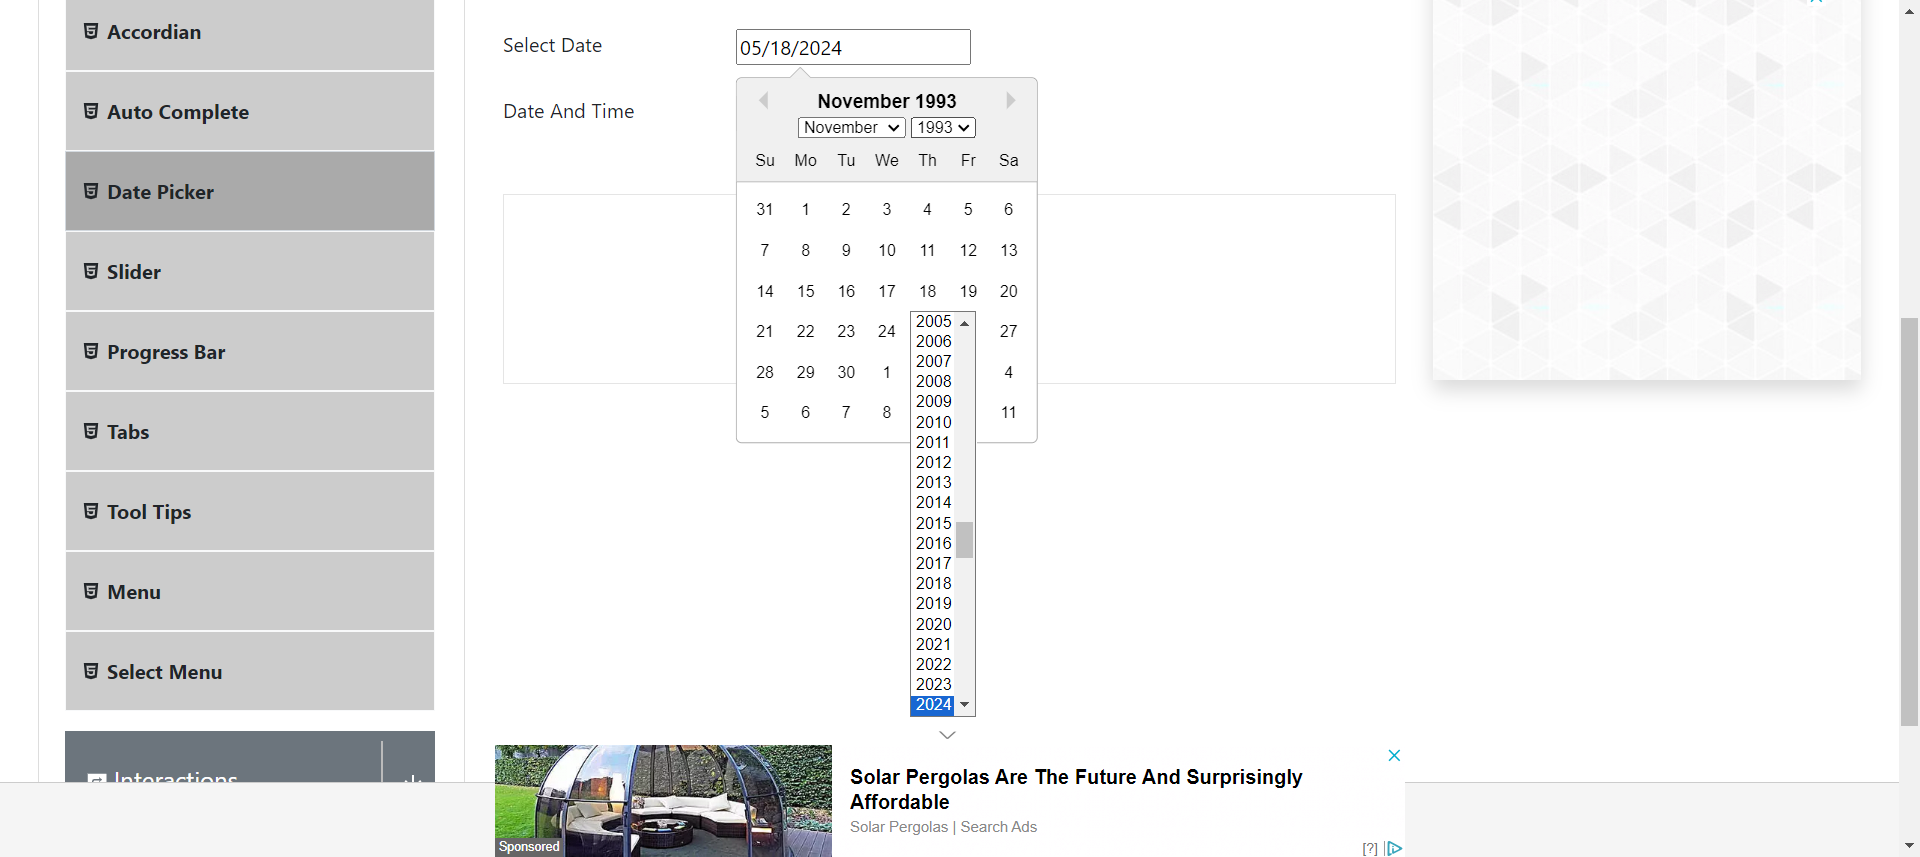 Accordian
Auto Complete
Date Picker
Slider
Progress Bar
Tabs
Tool Tips
Menu
Select Menu
Select Date
05/18/2024
Date And Time
November 1993
November 1993
Su Mo Tu We Th Fr Sa
31 1 2 3 4 5 6
7 8 9 10 11 12 13
14 15 16 17 18 19 20
21 22 23 24 27
28 29 30 1 4
5 6 7 8 11
2005
2006
2007
2008
2009
2010
2011
2012
2013
2014
2015
2016
2017
2018
2019
2020
2021
2022
2023
2024
Interactions
Sponsored
Solar Pergolas Are The Future And Surprisingly
Affordable
Solar Pergolas | Search Ads
[?]